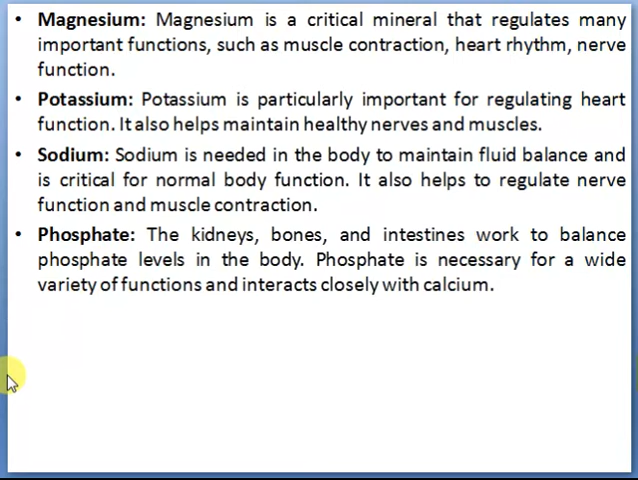 • Magnesium: Magnesium is a critical mineral that regulates many
important functions, such as muscle contraction, heart rhythm, nerve
function.
• Potassium: Potassium is particularly important for regulating heart
function. It also helps maintain healthy nerves and muscles.
• Sodium: Sodium is needed in the body to maintain fluid balance and
is critical for normal body function. It also helps to regulate nerve
function and muscle contraction.
• Phosphate: The kidneys, bones, and intestines work to balance
phosphate levels in the body. Phosphate is necessary for a wide
variety of functions and interacts closely with calcium.